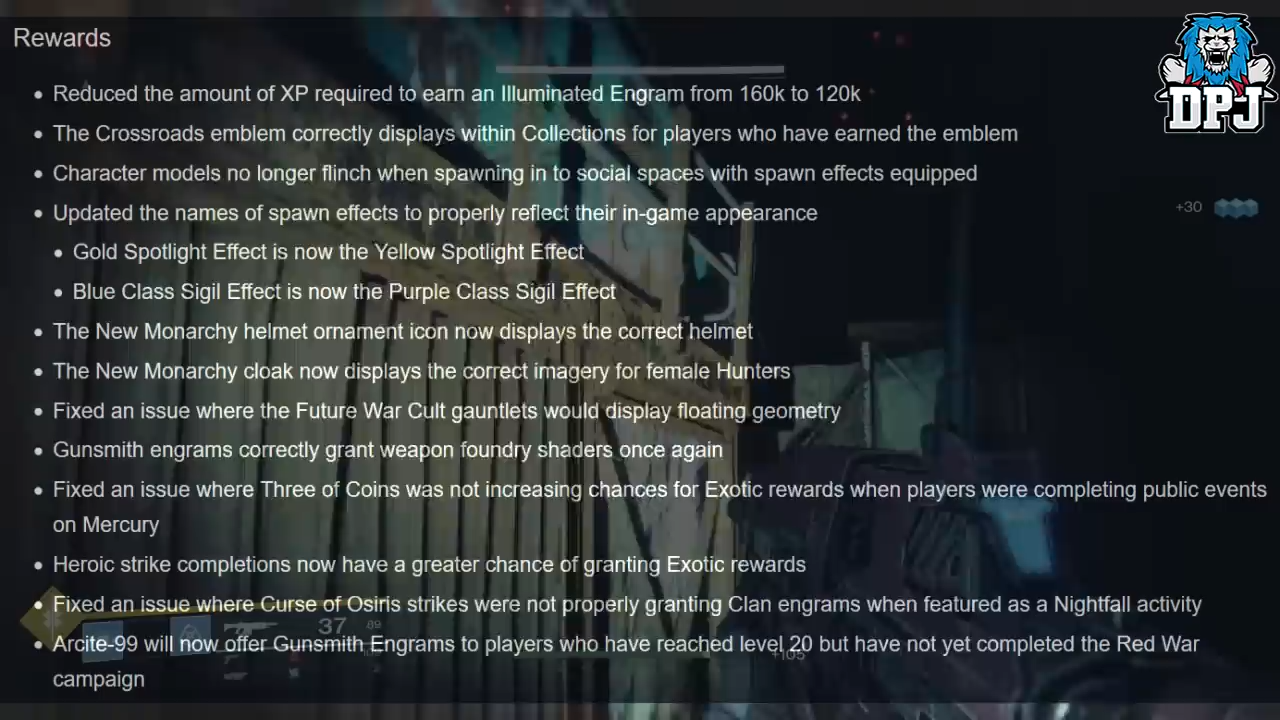 Rewards
DPJ
Reduced the amount of XP required to earn an Illuminated Engram from 160k to 120k
The Crossroads emblem correctly displays within Collections for players who have earned the emblem
Character models no longer flinch when spawning in to social spaces with spawn effects equipped
Updated the names of spawn effects to properly reflect their in-game appearance
+30
Gold Spotlight Effect is now the Yellow Spotlight Effect
Blue Class Sigil Effect is now the Purple Class Sigil Effect
The New Monarchy helmet ornament icon now displays the correct helmet
The New Monarchy cloak now displays the correct imagery for female Hunters
Fixed an issue where the Future War Cult gauntlets would display floating geometry
Gunsmith engrams correctly grant weapon foundry shaders once again
Fixed an issue where Three of Coins was not increasing chances for Exotic rewards when players were completing public events
on Mercury
Heroic strike completions now have a greater chance of granting Exotic rewards
Fixed an issue where Curse of Osiris strikes were not properly granting Clan engrams when featured as a Nightfall activity
37 89
Arcite-99 will now offer Gunsmith Engrams to players who have reached level 20 but have not yet completed the Red War
campaign
+105